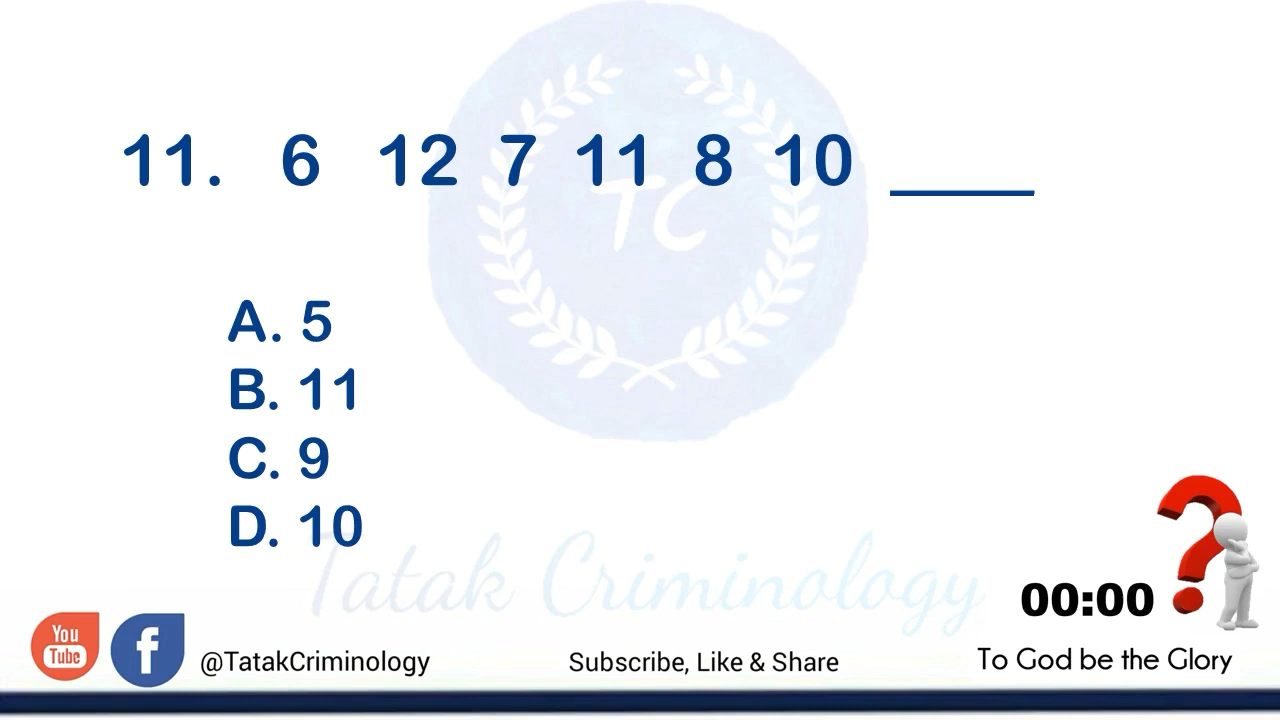 TC
11. 6 12 7 11 8 10 ____
A. 5
B. 11
C. 9
D. 10
Tatak Criminology
00:00
You
Tube
f
@TatakCriminology
Subscribe, Like & Share
To God be the Glory